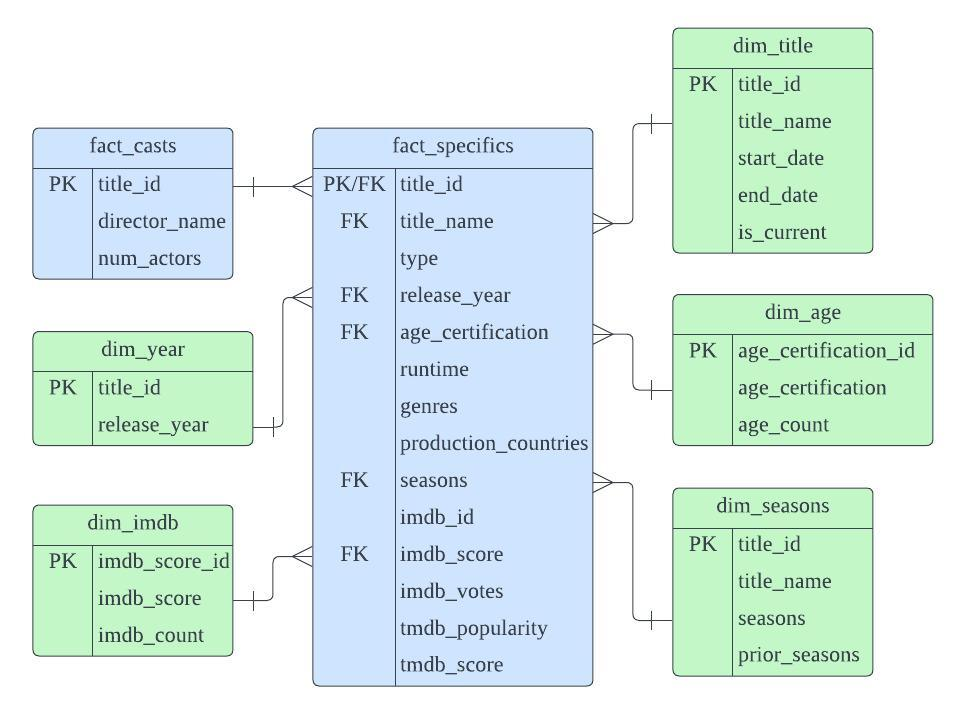 fact_casts
PK title_id
director_name
num_actors
dim_year
PK title_id
release_year
dim_imdb
PK imdb_score_id
imdb_score
imdb_count
fact_specifics
PK/FK title_id
FK title_name
type
FK release_year
FK age_certification
runtime
genres
production_countries
FK seasons
imdb_id
FK imdb_score
imdb_votes
tmdb_popularity
tmdb_score
dim_title
PK title_id
title_name
start_date
end_date
is_current
dim_age
PK age_certification_id
age_certification
age_count
dim_seasons
PK title_id
title_name
seasons
prior_seasons